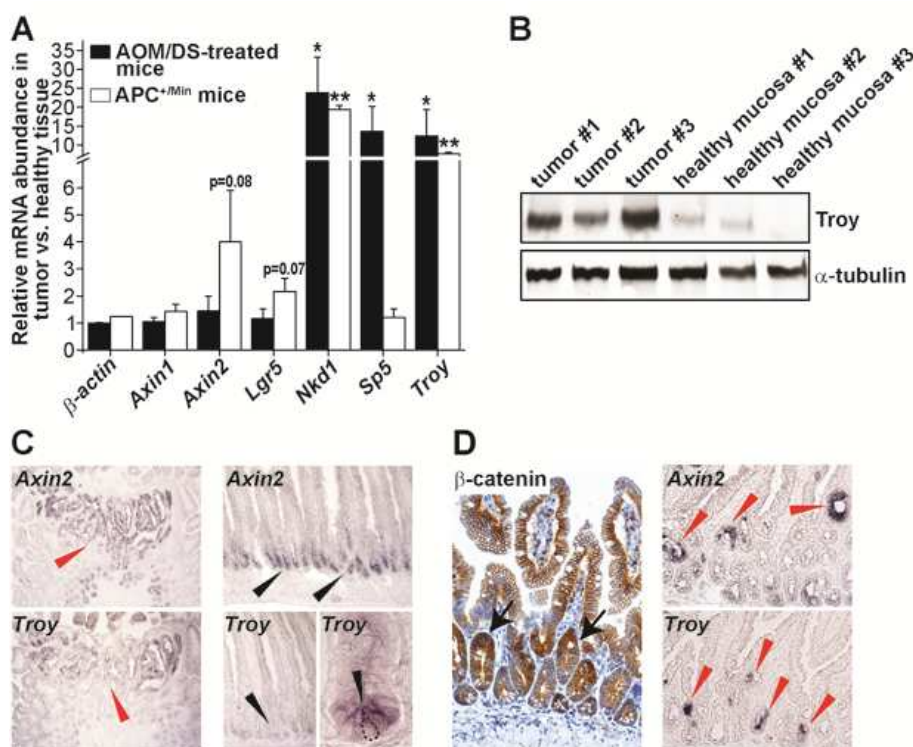 A
Relative mRNA abundance in
tumor vs. healthy tissue
35
30
25
20
15
10
6
5
4
3
2
1
0
AOM/DS-treated
mice
APC+/Min mice
*
**
*
*
**
p=0.08
p=0.07
β-actin
Axin1
Axin2
Lgr5
Nkd1
Sp5
Troy
B
tumor #1
tumor #2
tumor #3
healthy mucosa #1
healthy mucosa #2
healthy mucosa #3
Troy
α-tubulin
C
Axin2
Axin2
Troy
Troy
Troy
D
β-catenin
Axin2
Troy